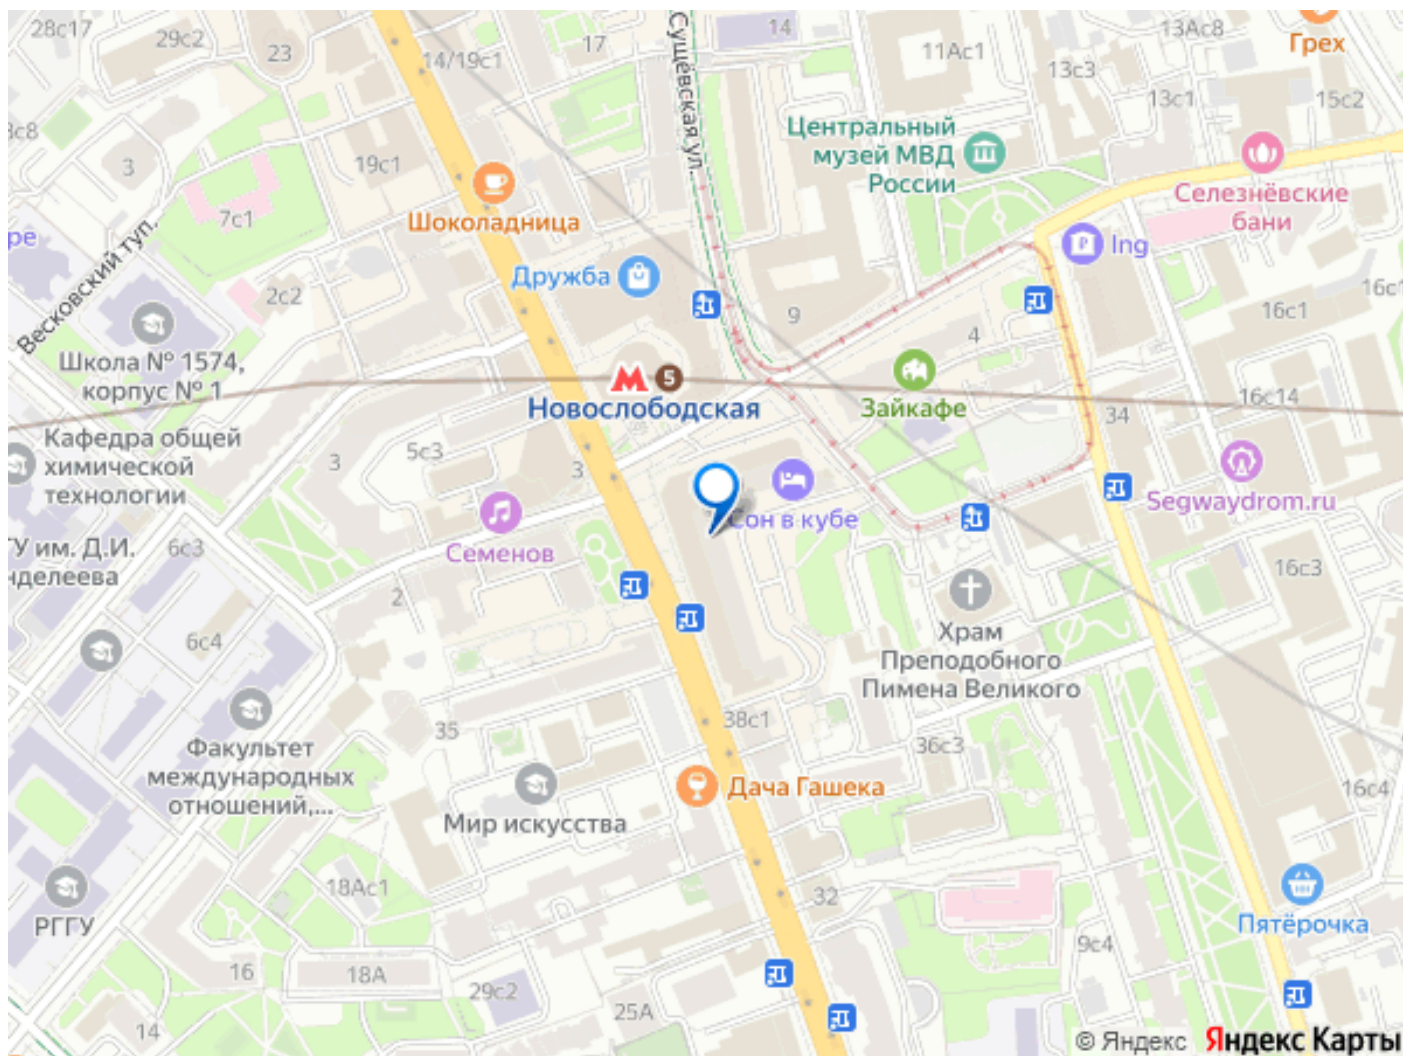 28с17
29с2
23
14/19с1
17
Сущёвская ул.
14
11Ас1
13Ас8
Грех
13с3
13с1
15с2
3с8
3
19с1
Центральный
музей МВД
России
Селезнёвские
бани
7с1
Шоколадница
ре
Весковский туп.
Ing
Дружба
2с2
9
4
16с1
16с1
Школа № 1574,
корпус № 1
5
Новослободская
Зайкафе
34
16с14
Кафедра общей
химической
технологии
3
5с3
3
Segwaydrom.ru
Сон в кубе
Семенов
ГУ им. Д.И.
нделеева
6с3
16с3
2
6с4
Храм
Преподобного
Пимена Великого
35
38с1
36с3
Факультет
международных
отношений,...
Дача Гашека
16с4
Мир искусства
18Ас1
32
РГГУ
Пятёрочка
9с4
16
18А
29с2
25А
14
© Яндекс Яндекс Карты